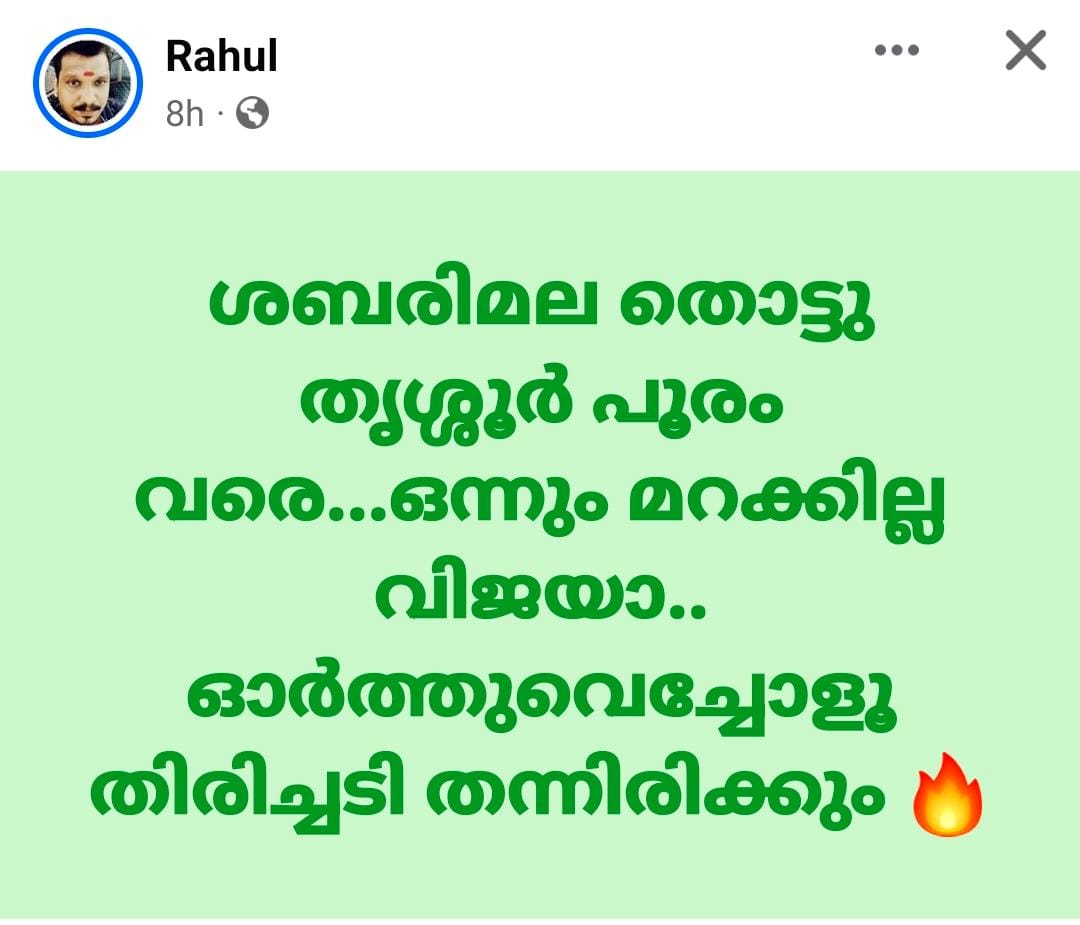 Rahul
8h ·
ശബരിമല തൊട്ടു
തൃശ്ശൂർ പൂരം
വരെ...ഒന്നും മറക്കില്ല
വിജയാ..
ഓർത്തുവെച്ചോളൂ
തിരിച്ചടി തന്നിരിക്കും 🔥